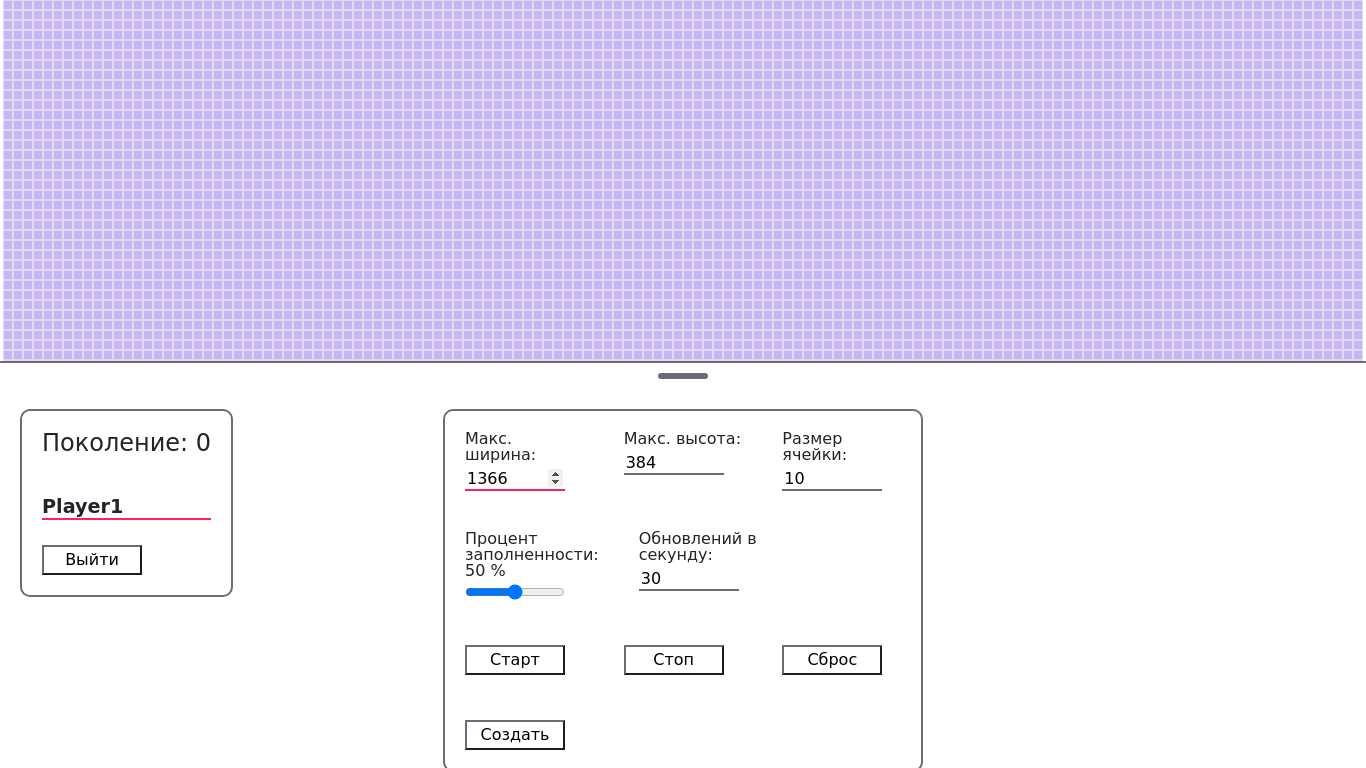 Поколение: 0
Player1
Выйти
Макс.
ширина:
1366
Макс. высота:
384
Размер
ячейки:
10
Процент
заполненности:
50 %
Обновлений в
секунду:
30
Старт
Стоп
Сброс
Создать